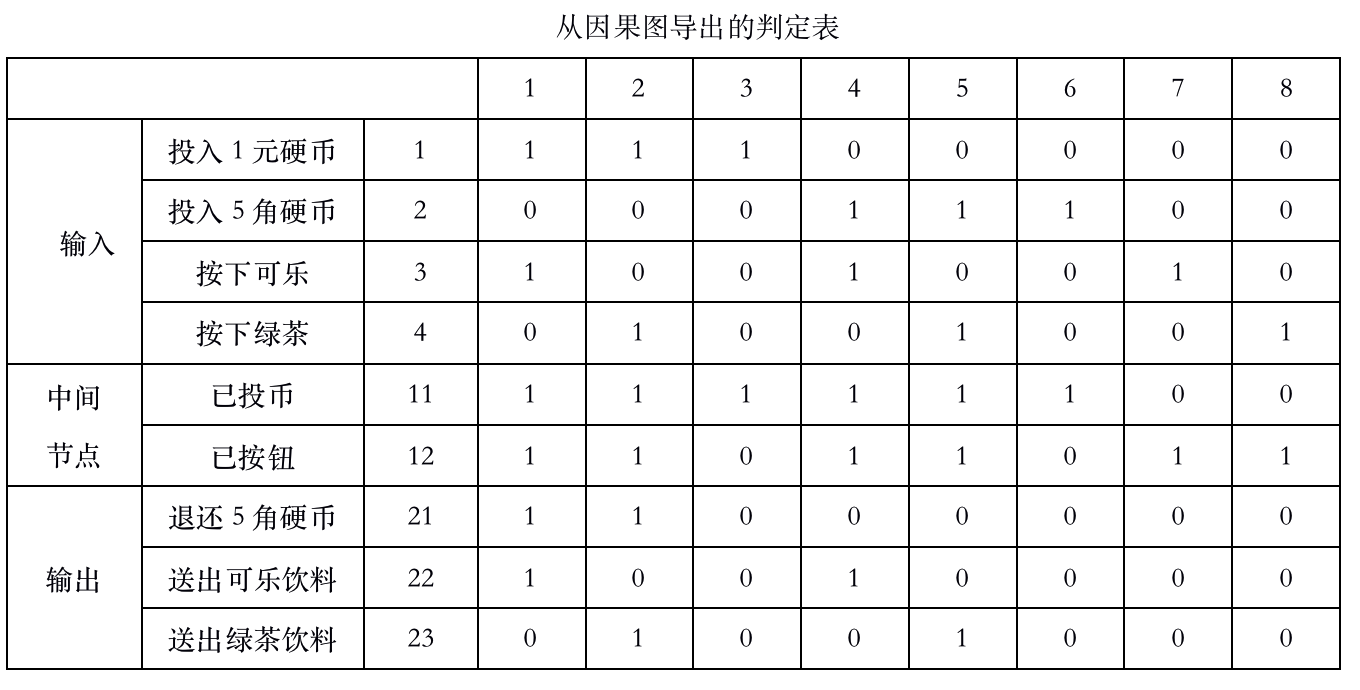 从因果图导出的判定表
1 2 3 4 5 6 7 8
输入
投入 1 元硬币 1 1 1 1 0 0 0 0 0
投入 5 角硬币 2 0 0 0 1 1 1 0 0
按下可乐 3 1 0 0 1 0 0 1 0
按下绿茶 4 0 1 0 0 1 0 0 1
中间
节点
已投币 11 1 1 1 1 1 1 0 0
已按钮 12 1 1 0 1 1 0 1 1
输出
退还 5 角硬币 21 1 1 0 0 0 0 0 0
送出可乐饮料 22 1 0 0 1 0 0 0 0
送出绿茶饮料 23 0 1 0 0 1 0 0 0